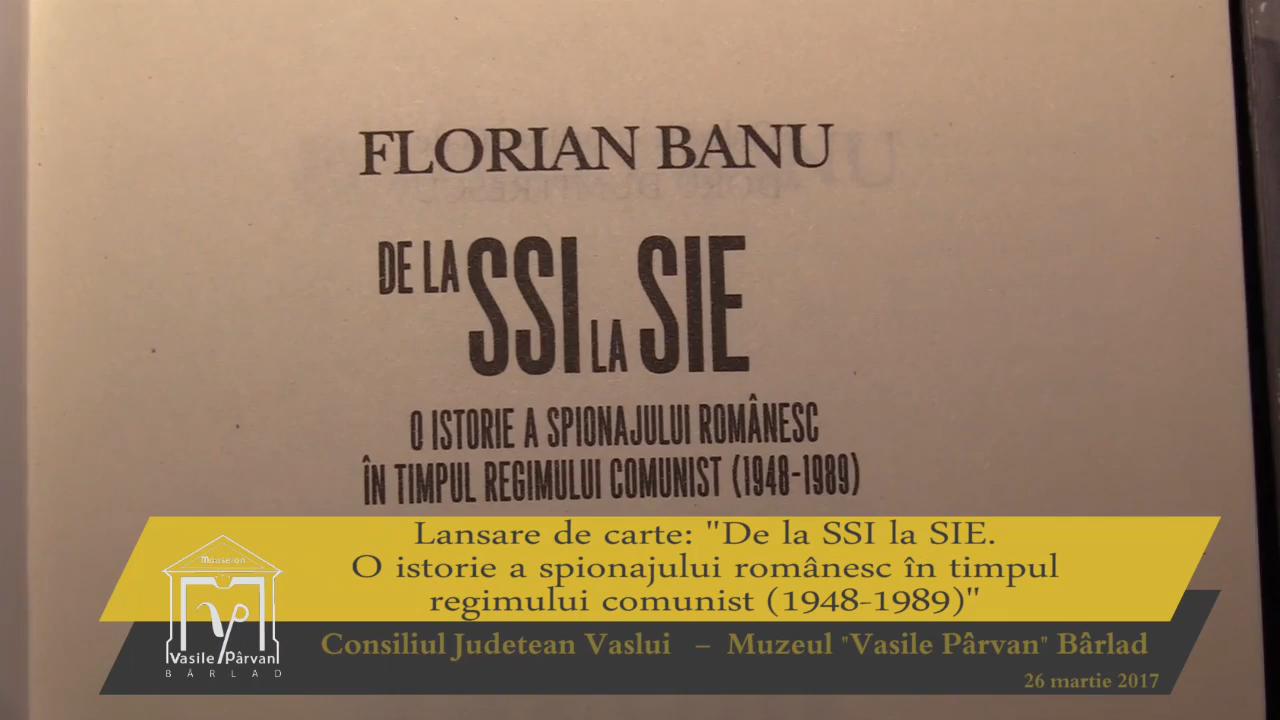 FLORIAN BANU
DE LA SSI LA SIE
O ISTORIE A SPIONAJULUI ROMÂNESC
ÎN TIMPUL REGIMULUI COMUNIST (1948-1989)
Lansare de carte: "De la SSI la SIE.
O istorie a spionajului românesc în timpul
regimului comunist (1948-1989)"
Consiliul Judetean Vaslui – Muzeul "Vasile Pârvan" Bârlad
26 martie 2017
Vasile Pârvan
BÂRLAD